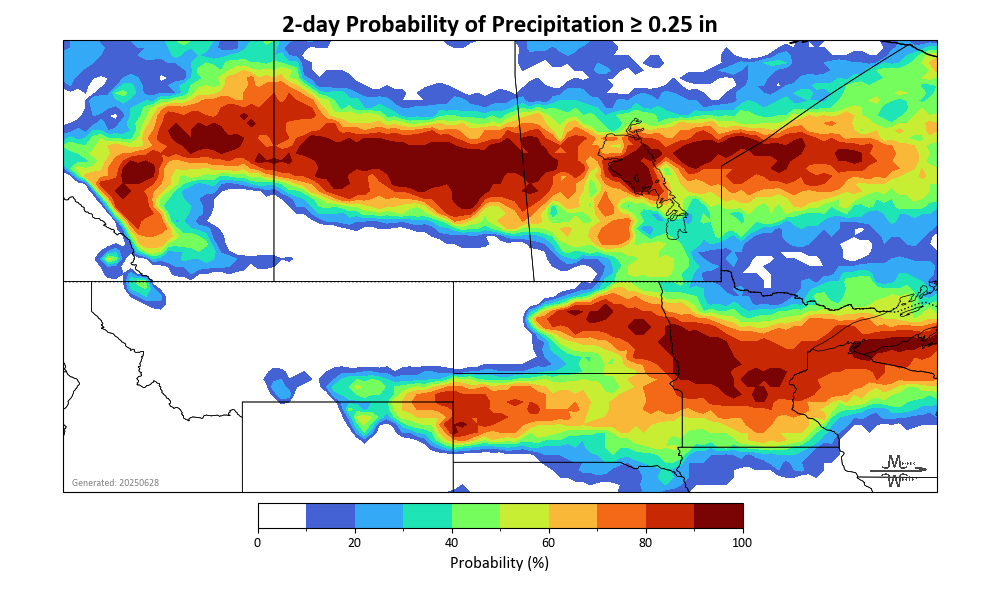 2-day Probability of Precipitation ≥ 0.25 in
Generated: 20250628
0 20 40 60 80 100
Probability (%)